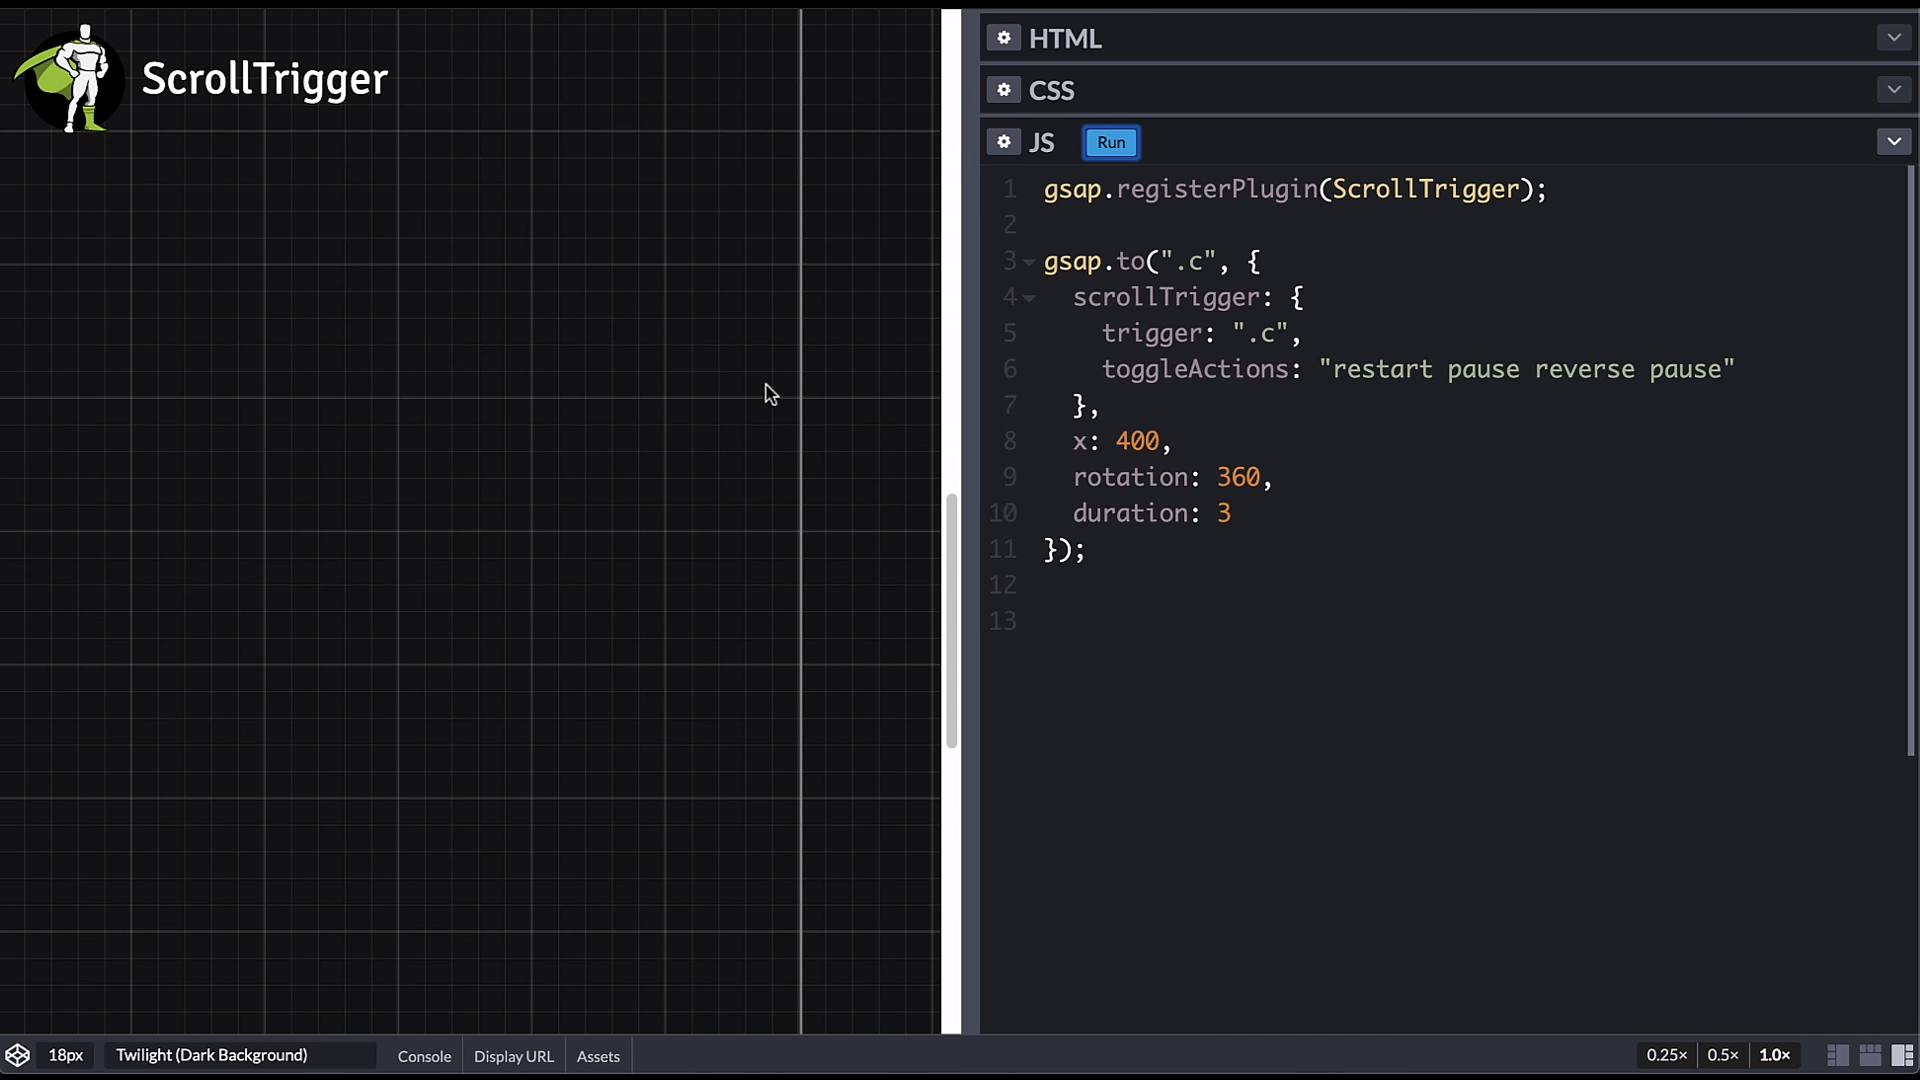 ScrollTrigger
HTML
CSS
JS Run
1 gsap.registerPlugin(ScrollTrigger);
2
3 gsap.to(".c", {
4 scrollTrigger: {
5 trigger: ".c",
6 toggleActions: "restart pause reverse pause"
7 },
8 x: 400,
9 rotation: 360,
10 duration: 3
11 });
12
13
18px Twilight (Dark Background) Console Display URL Assets 0.25× 0.5× 1.0×